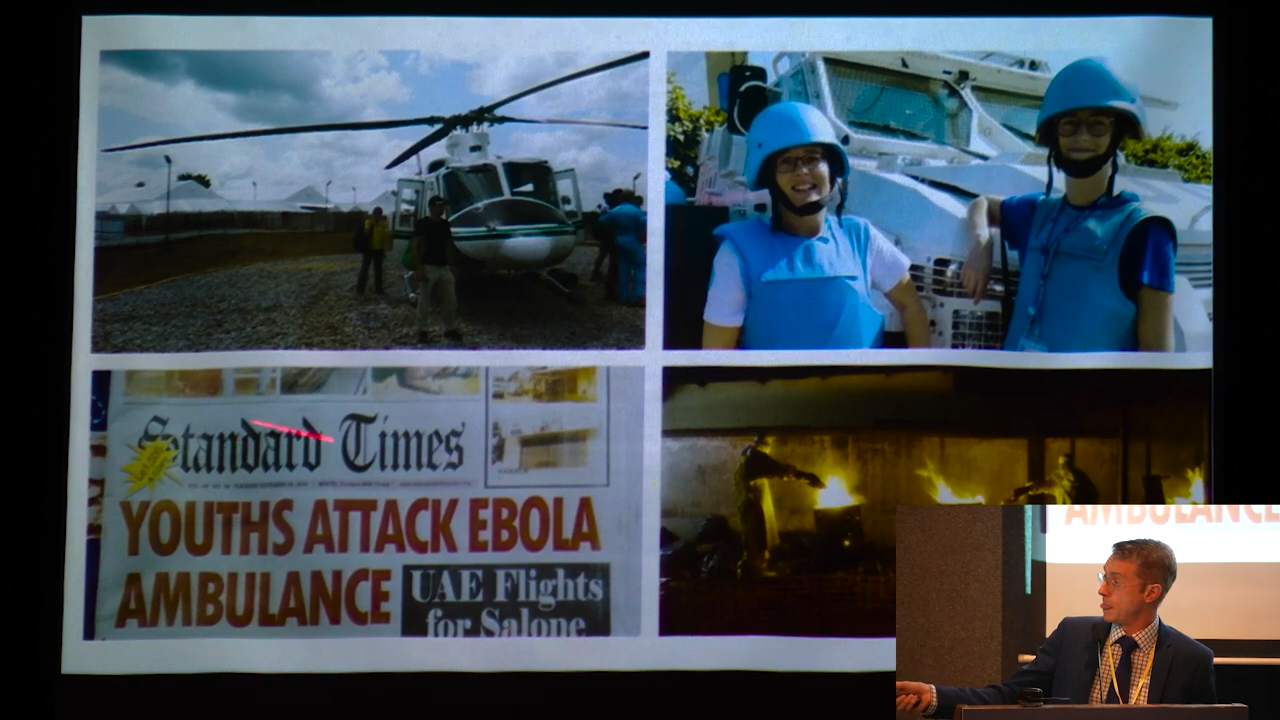 Standard Times
YOUTHS ATTACK EBOLA
AMBULANCE
UAE Flights
for Salone
AMBULANCE